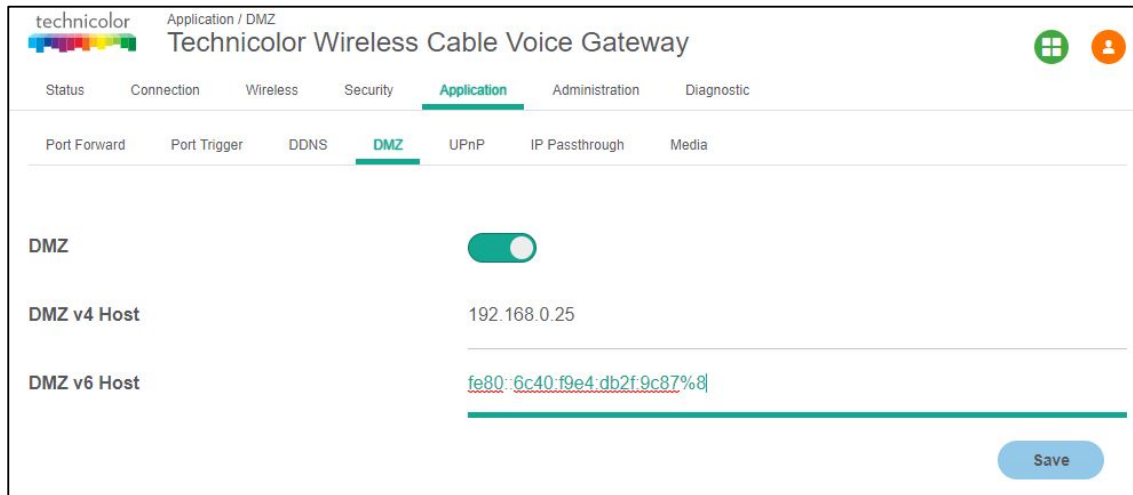 technicolor
Application / DMZ
Technicolor Wireless Cable Voice Gateway
Status Connection Wireless Security Application Administration Diagnostic
Port Forward Port Trigger DDNS DMZ UPnP IP Passthrough Media
DMZ
DMZ v4 Host 192.168.0.25
DMZ v6 Host fe80::6c40:f9e4:db2f:9c87%8
Save